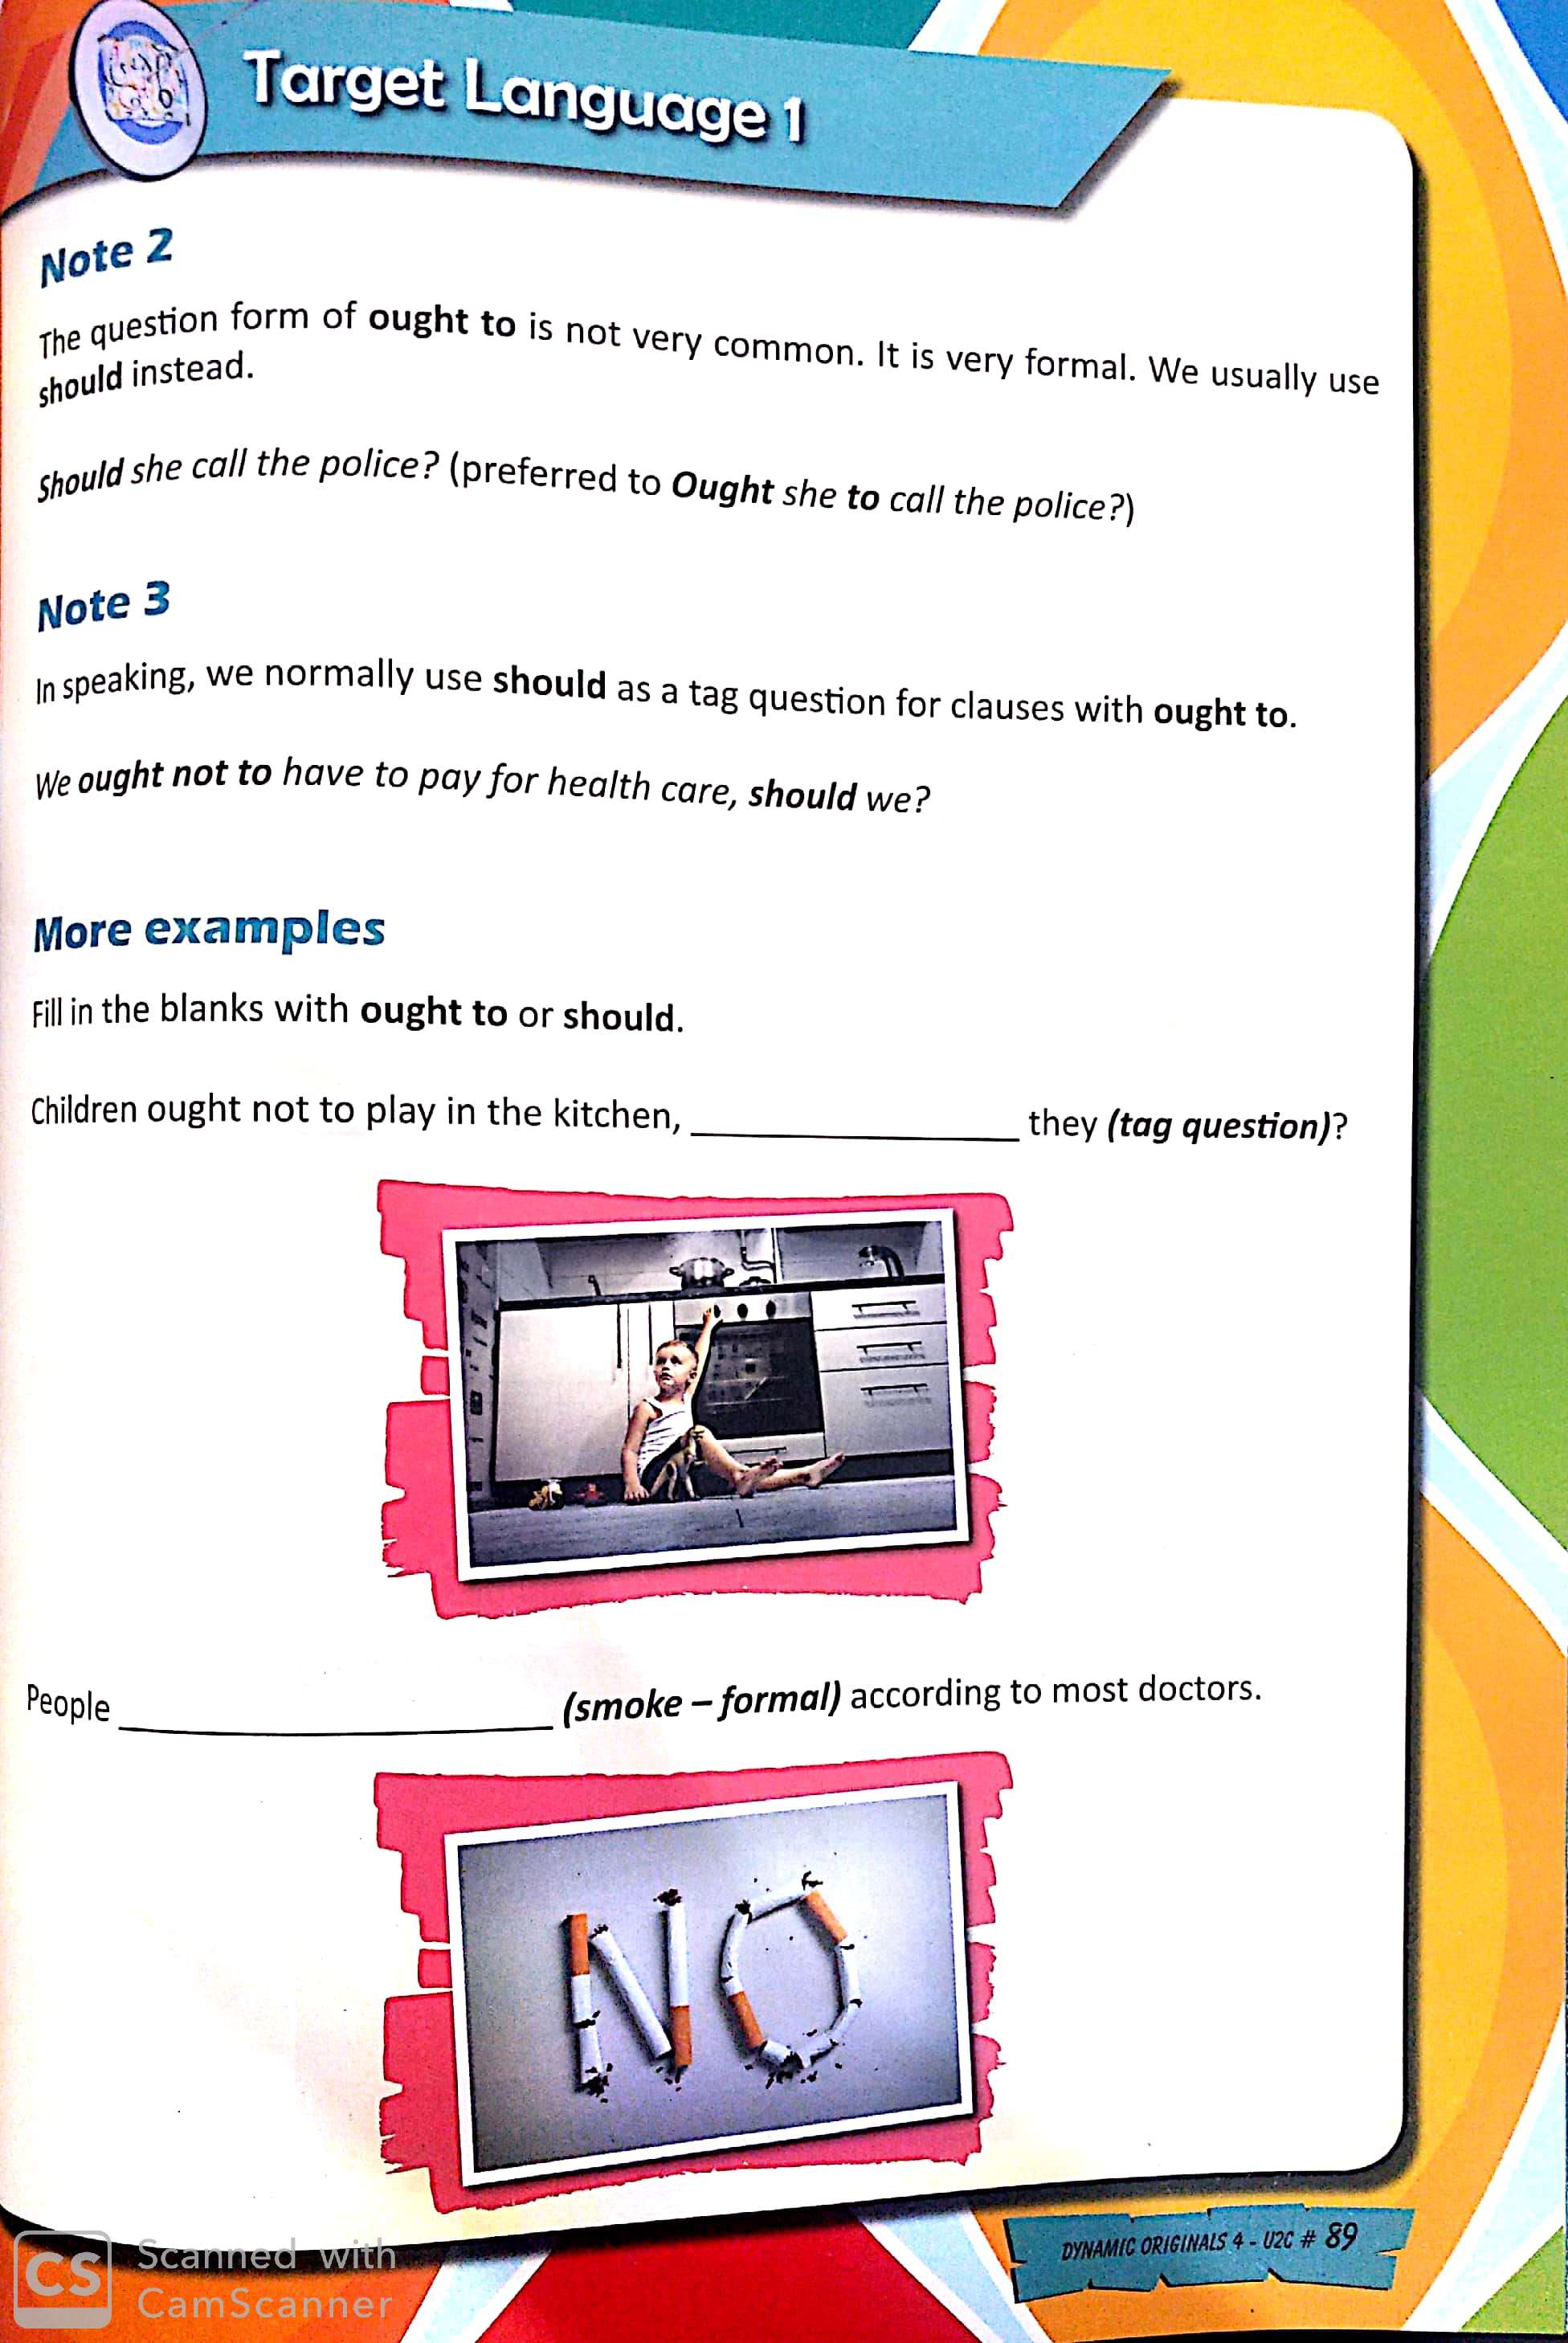 Target Language 1
Note 2
The question form of ought to is not very common. It is very formal. We usually use
should instead.
Should she call the police? (preferred to Ought she to call the police?)
Note 3
In speaking, we normally use should as a tag question for clauses with ought to.
We ought not to have to pay for health care, should we?
More examples
Fill in the blanks with ought to or should.
Children ought not to play in the kitchen, ____________ they (tag question)?
People ____________ (smoke – formal) according to most doctors.
NO
DYNAMIC ORIGINALS 4 - U2C # 89
CS Scanned with
CamScanner